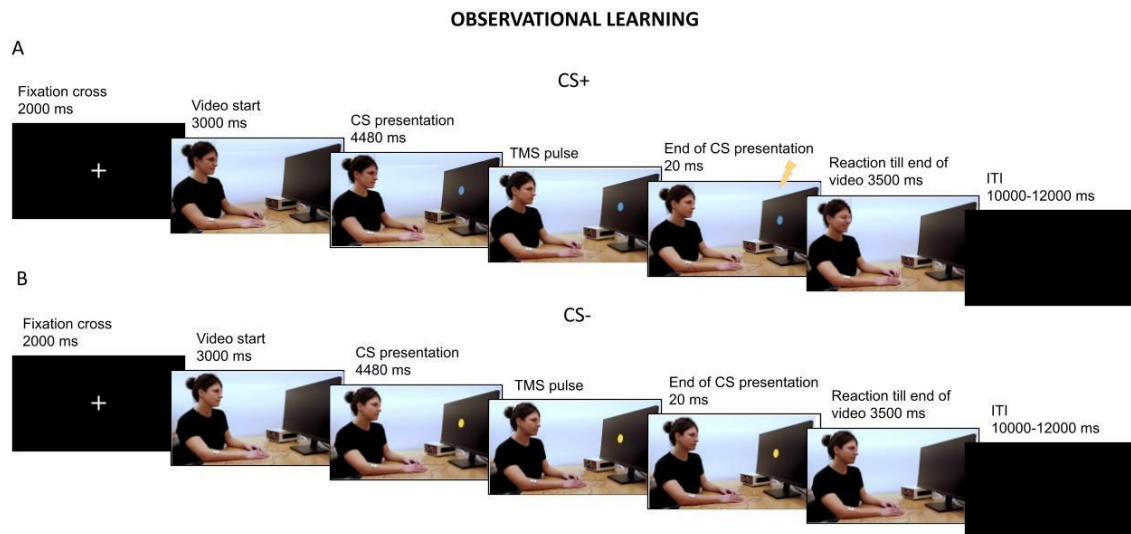 OBSERVATIONAL LEARNING
A
CS+
Fixation cross
2000 ms
Video start
3000 ms
CS presentation
4480 ms
TMS pulse
End of CS presentation
20 ms
Reaction till end of
video 3500 ms
ITI
10000-12000 ms
B
CS-
Fixation cross
2000 ms
Video start
3000 ms
CS presentation
4480 ms
TMS pulse
End of CS presentation
20 ms
Reaction till end of
video 3500 ms
ITI
10000-12000 ms